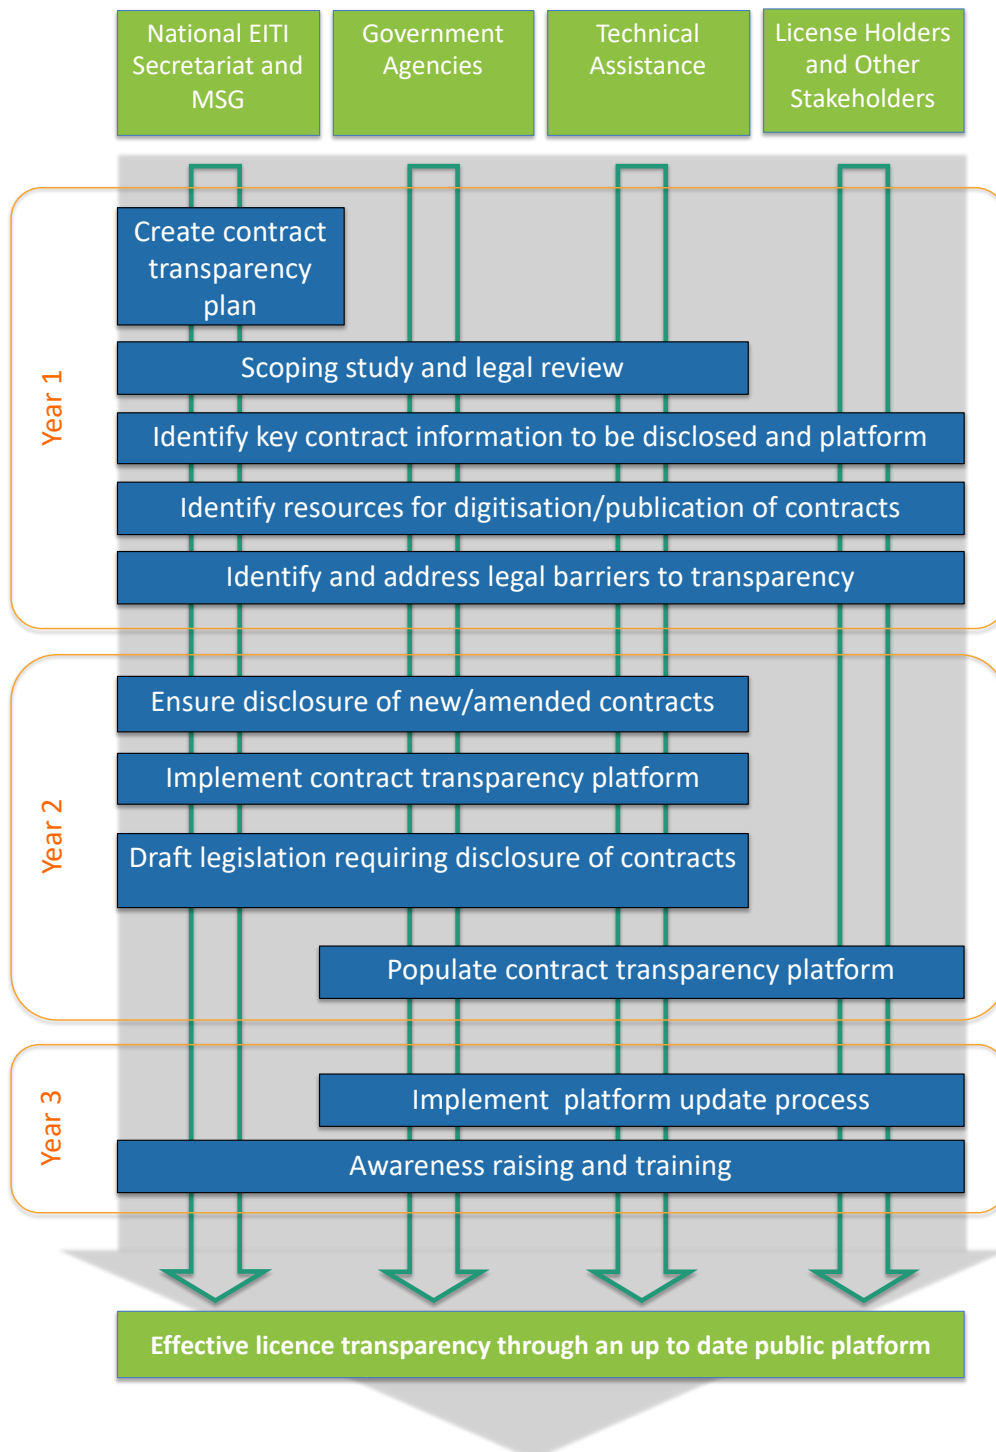 National EITI
Secretariat and
MSG
Government
Agencies
Technical
Assistance
License Holders
and Other
Stakeholders
Year 1
Create contract
transparency
plan
Scoping study and legal review
Identify key contract information to be disclosed and platform
Identify resources for digitisation/publication of contracts
Identify and address legal barriers to transparency
Year 2
Ensure disclosure of new/amended contracts
Implement contract transparency platform
Draft legislation requiring disclosure of contracts
Populate contract transparency platform
Year 3
Implement  platform update process
Awareness raising and training
Effective licence transparency through an up to date public platform